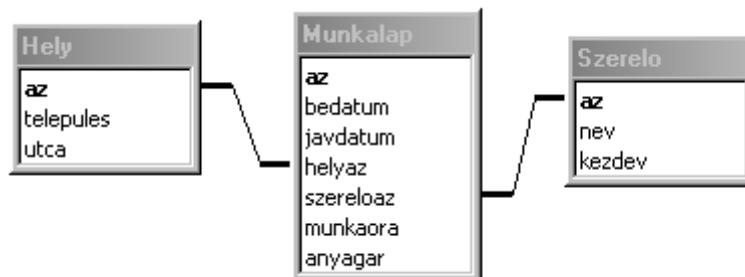 Hely
az
telepules
utca
Munkalap
az
bedatum
javdatum
helyaz
szereloaz
munkaora
anyagar
Szerelo
az
nev
kezdev